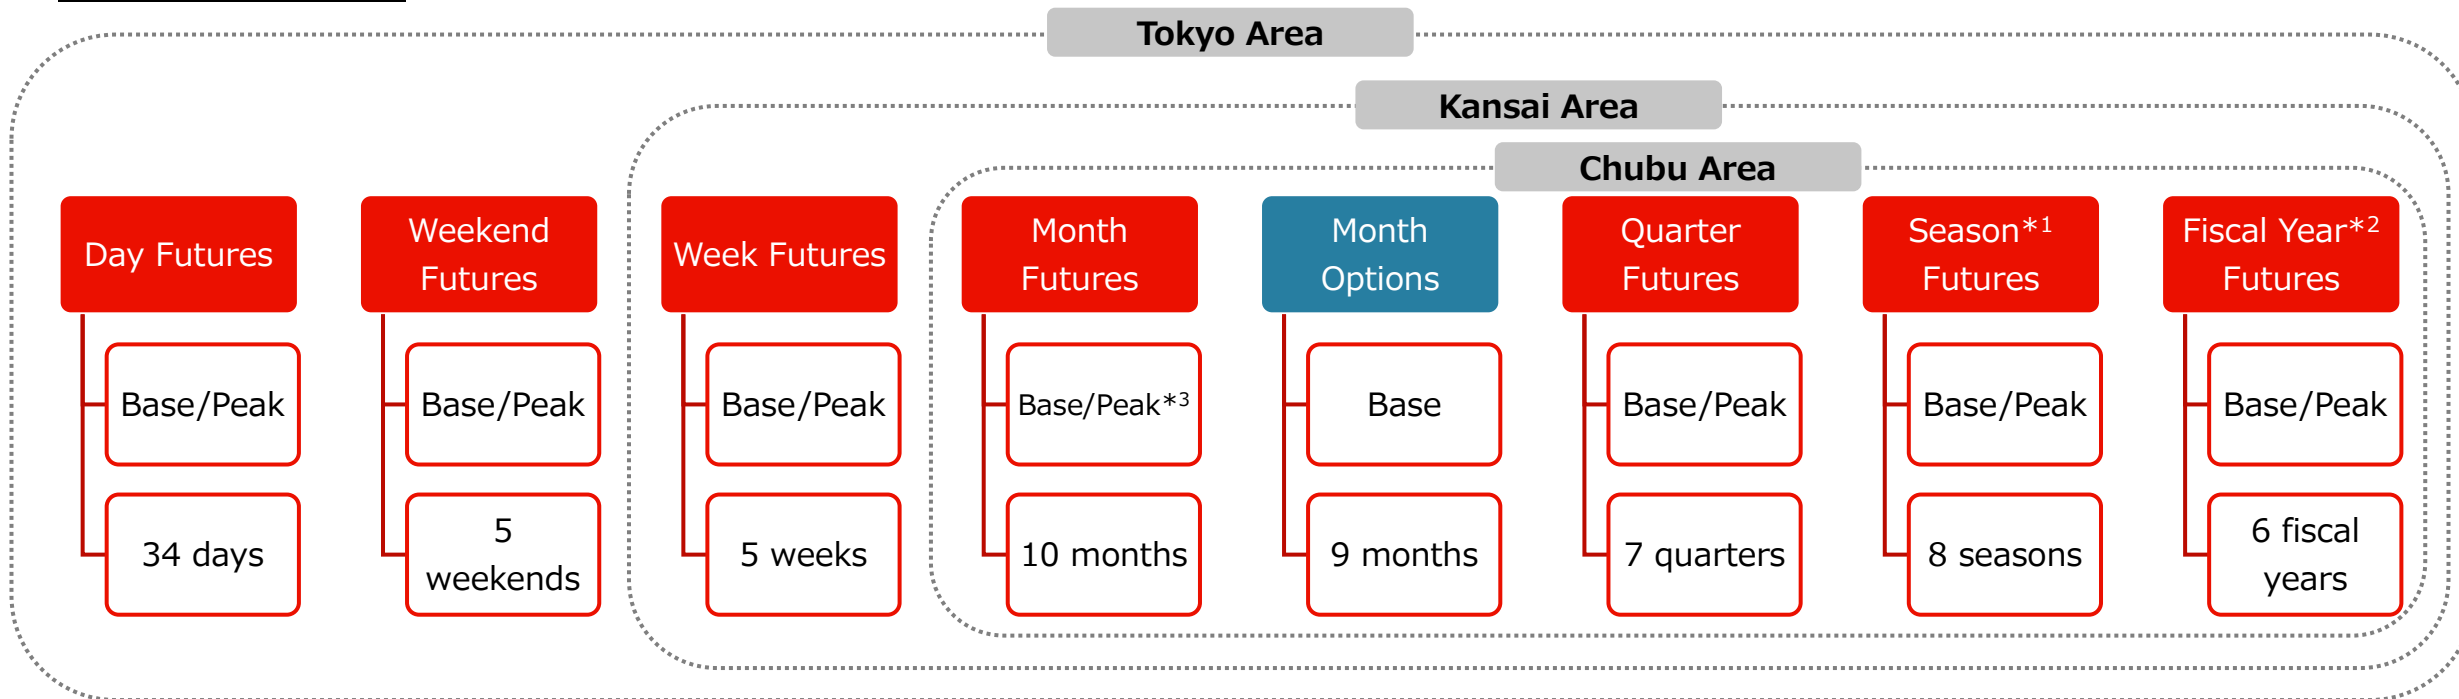 Tokyo Area
Kansai Area
Chubu Area
Day Futures
Base/Peak
34 days
Weekend
Futures
Base/Peak
5
weekends
Week Futures
Base/Peak
5 weeks
Month
Futures
Base/Peak*3
10 months
Month
Options
Base
9 months
Quarter
Futures
Base/Peak
7 quarters
Season*1
Futures
Base/Peak
8 seasons
Fiscal Year*2
Futures
Base/Peak
6 fiscal
years